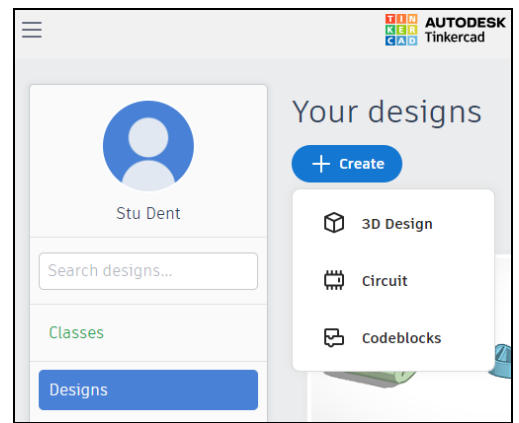 TIN
KER
CAD
AUTODESK
Tinkercad
Your designs
+ Create
Stu Dent
3D Design
Search designs...
Circuit
Classes
Codeblocks
Designs